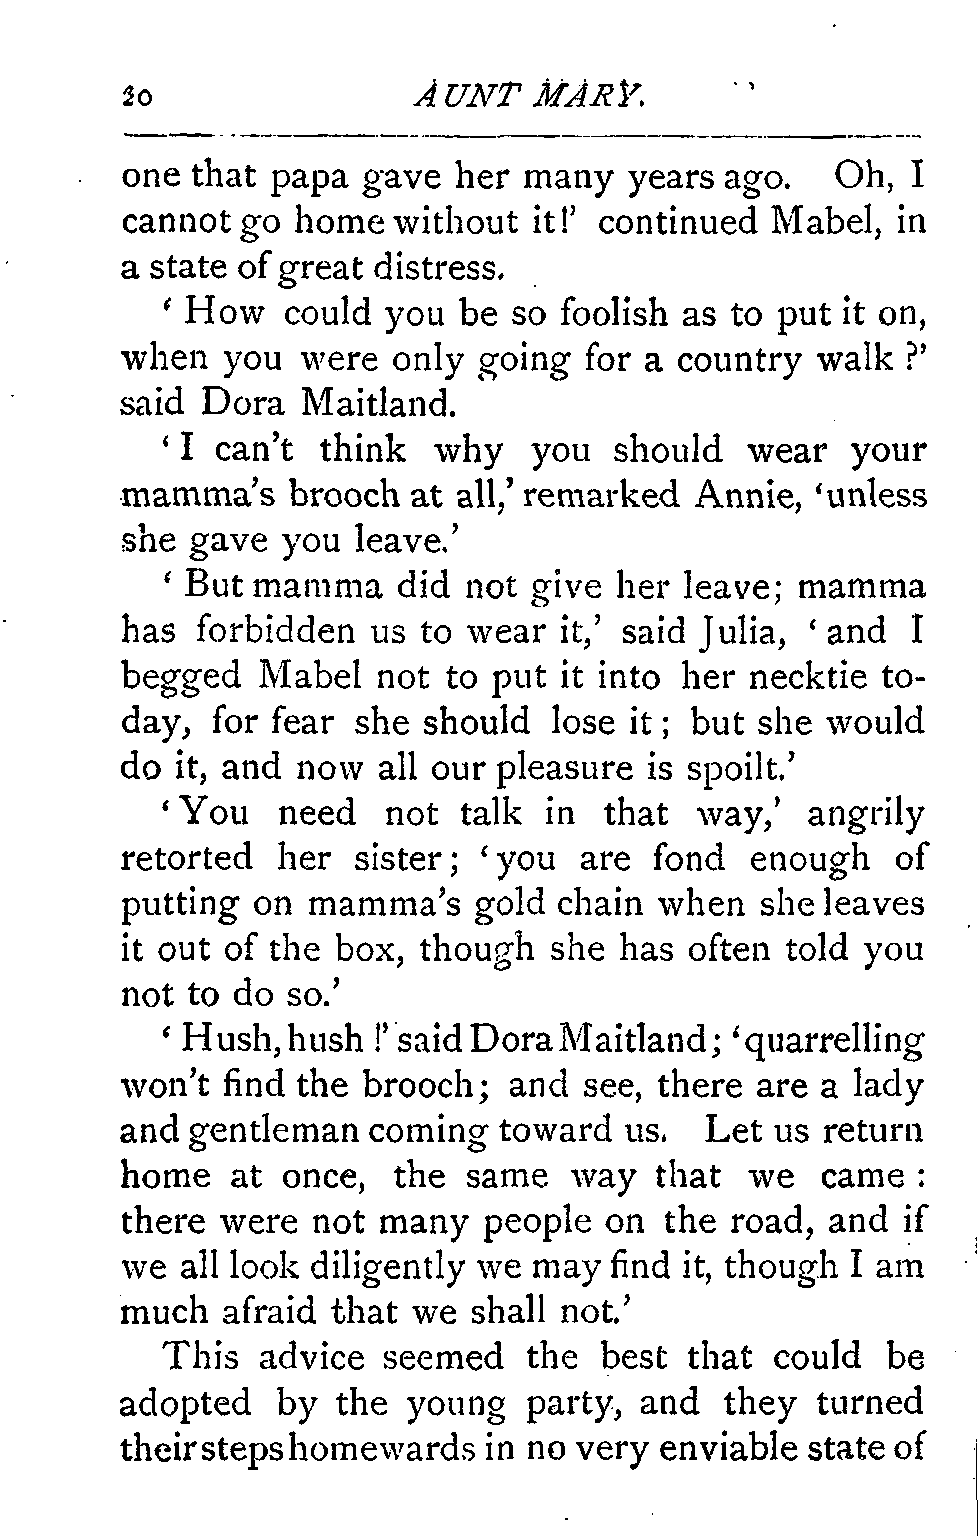 20 AUNT MARY.
one that papa gave her many years ago. Oh, I
cannot go home without it!' continued Mabel, in
a state of great distress.
' How could you be so foolish as to put it on,
when you were only going for a country walk ?'
said Dora Maitland.
' I can't think why you should wear your
mamma's brooch at all,' remarked Annie, 'unless
she gave you leave.'
' But mamma did not give her leave; mamma
has forbidden us to wear it,' said Julia, ' and I
begged Mabel not to put it into her necktie to-
day, for fear she should lose it ; but she would
do it, and now all our pleasure is spoilt.'
' You need not talk in that way,' angrily
retorted her sister; 'you are fond enough of
putting on mamma's gold chain when she leaves
it out of the box, though she has often told you
not to do so.'
' Hush, hush !' said Dora Maitland; 'quarrelling
won't find the brooch; and see, there are a lady
and gentleman coming toward us. Let us return
home at once, the same way that we came :
there were not many people on the road, and if
we all look diligently we may find it, though I am
much afraid that we shall not.'
This advice seemed the best that could be
adopted by the young party, and they turned
their steps homewards in no very enviable state of